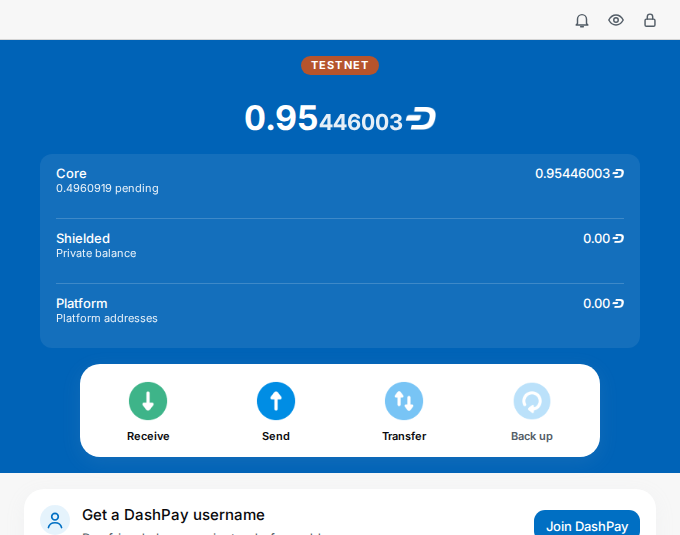 TESTNET
0.95446003
Core
0.95446003
0.4960919 pending
Shielded
0.00
Private balance
Platform
0.00
Platform addresses
Receive
Send
Transfer
Back up
Get a DashPay username
Join DashPay